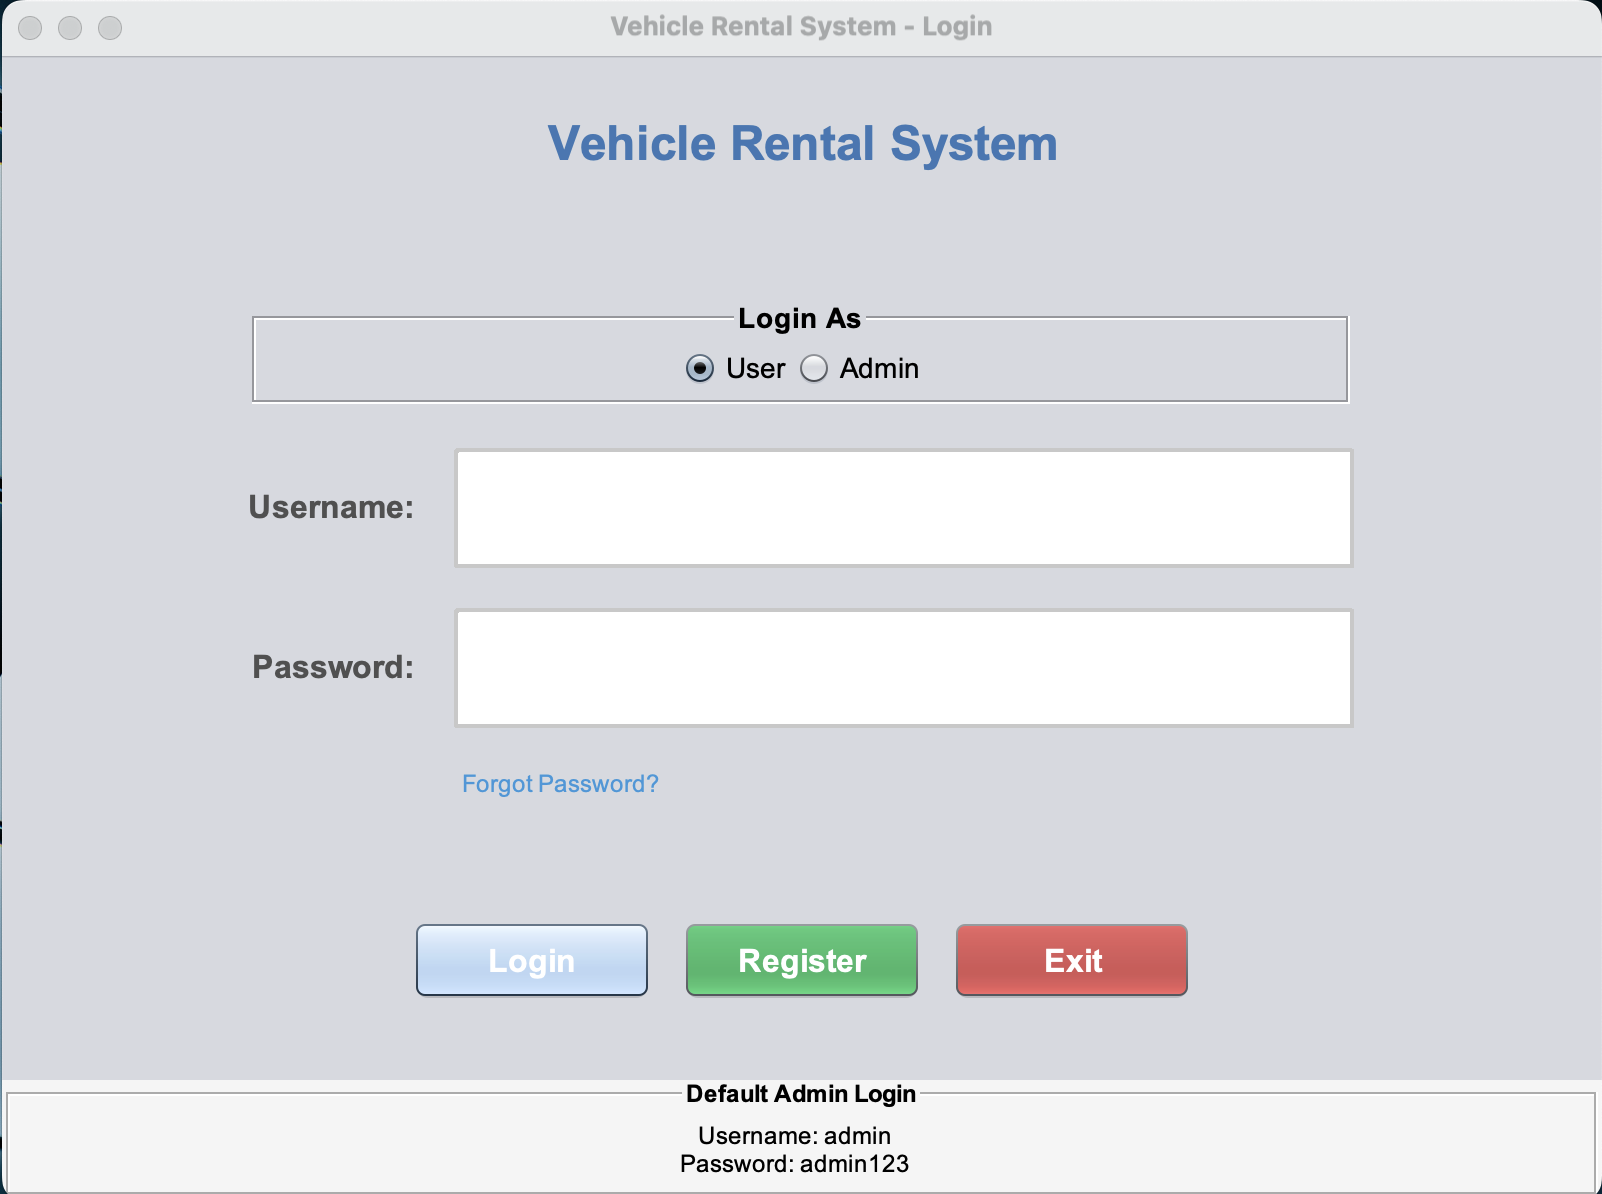 Vehicle Rental System - Login
Vehicle Rental System
Login As
User Admin
Username:
Password:
Forgot Password?
Login Register Exit
Default Admin Login
Username: admin
Password: admin123